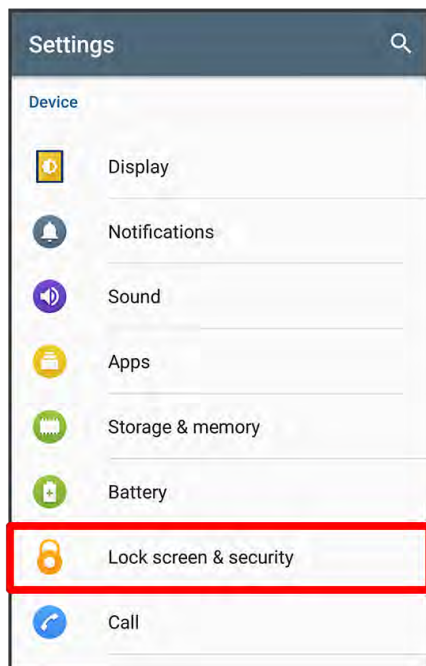 Settings
Device
Display
Notifications
Sound
Apps
Storage & memory
Battery
Lock screen & security
Call